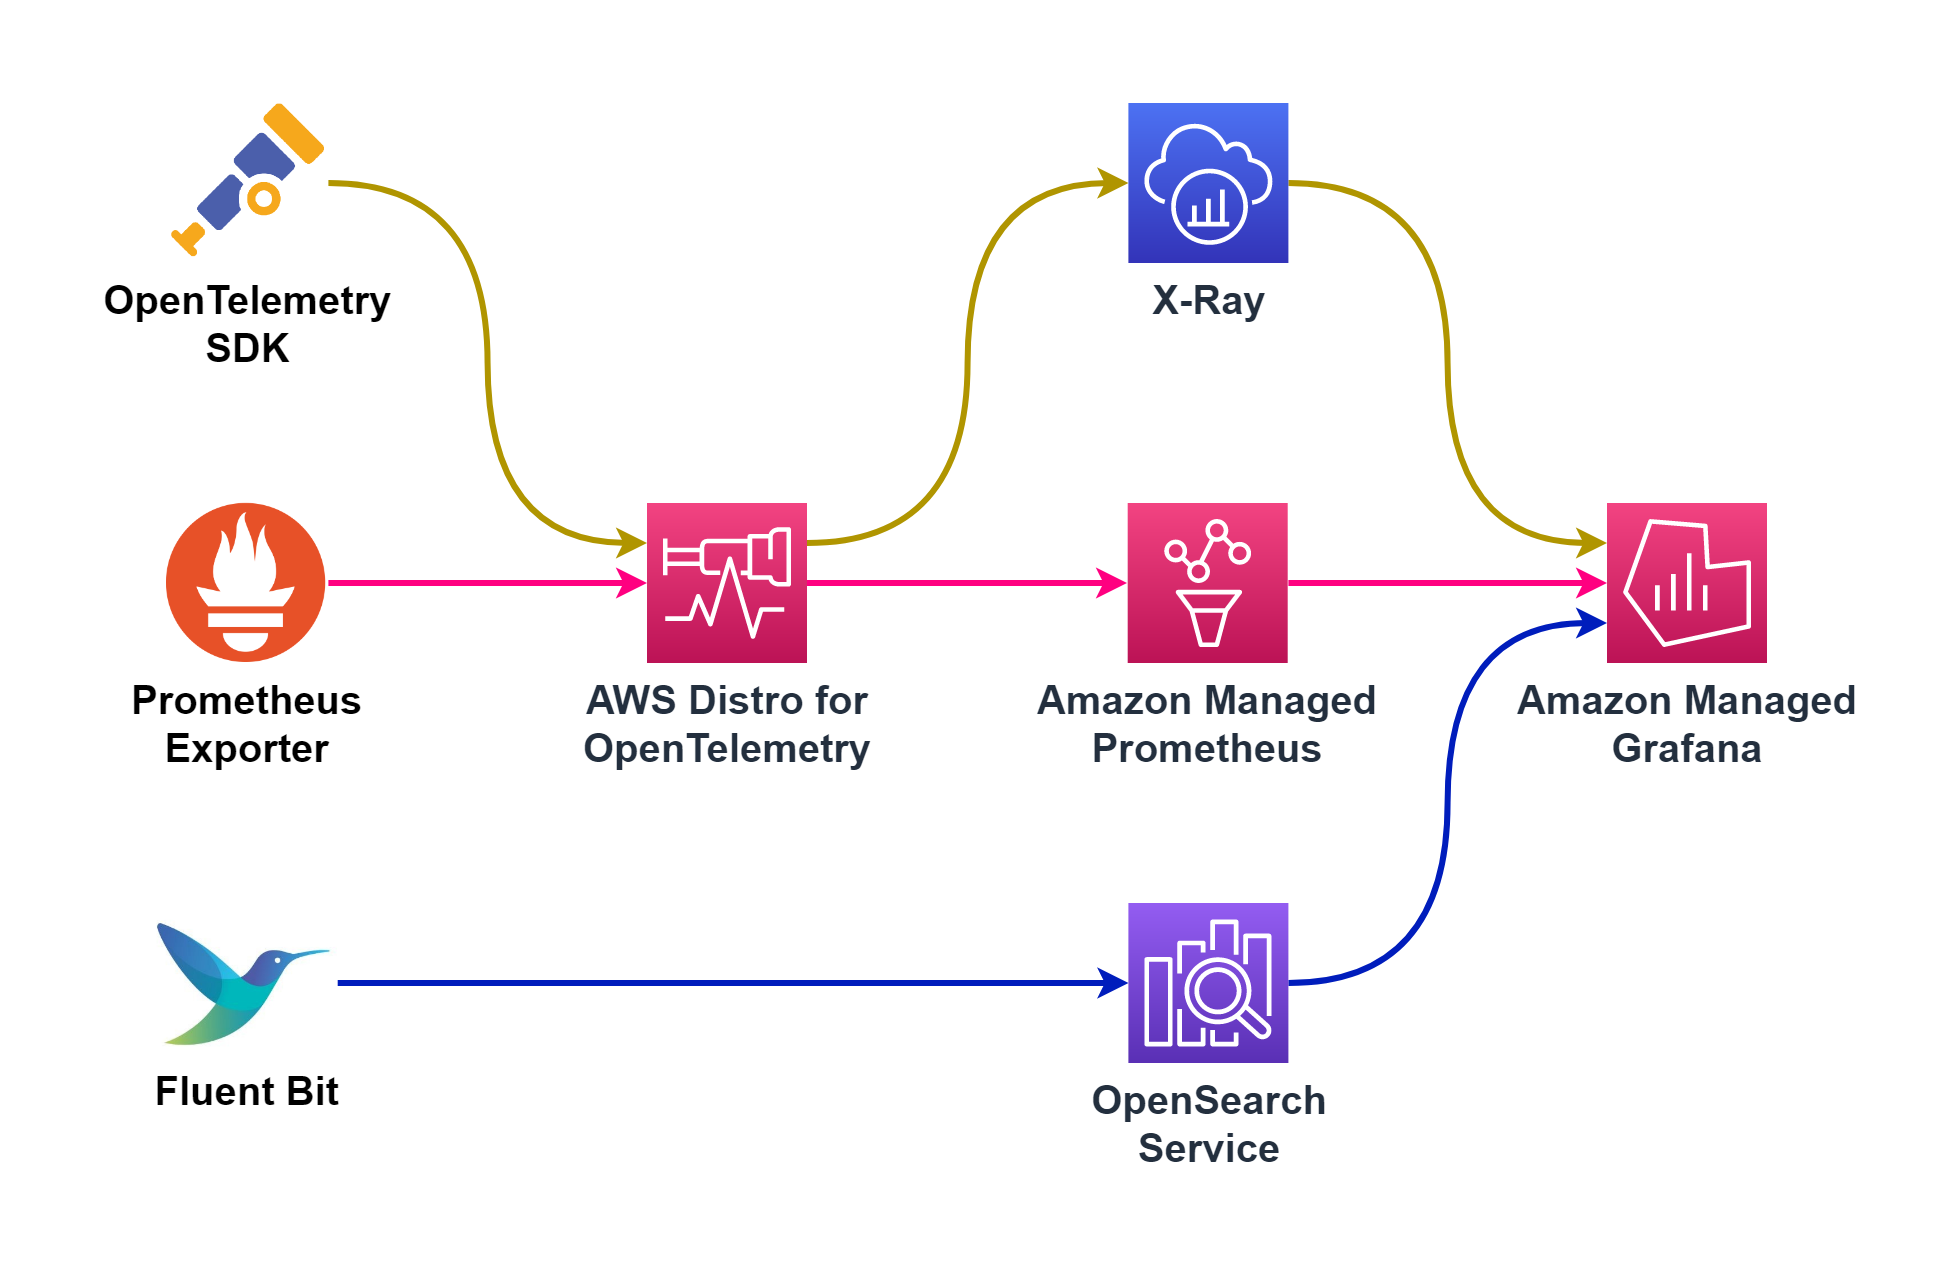 OpenTelemetry
SDK
X-Ray
Prometheus
Exporter
AWS Distro for
OpenTelemetry
Amazon Managed
Prometheus
Amazon Managed
Grafana
Fluent Bit
OpenSearch
Service